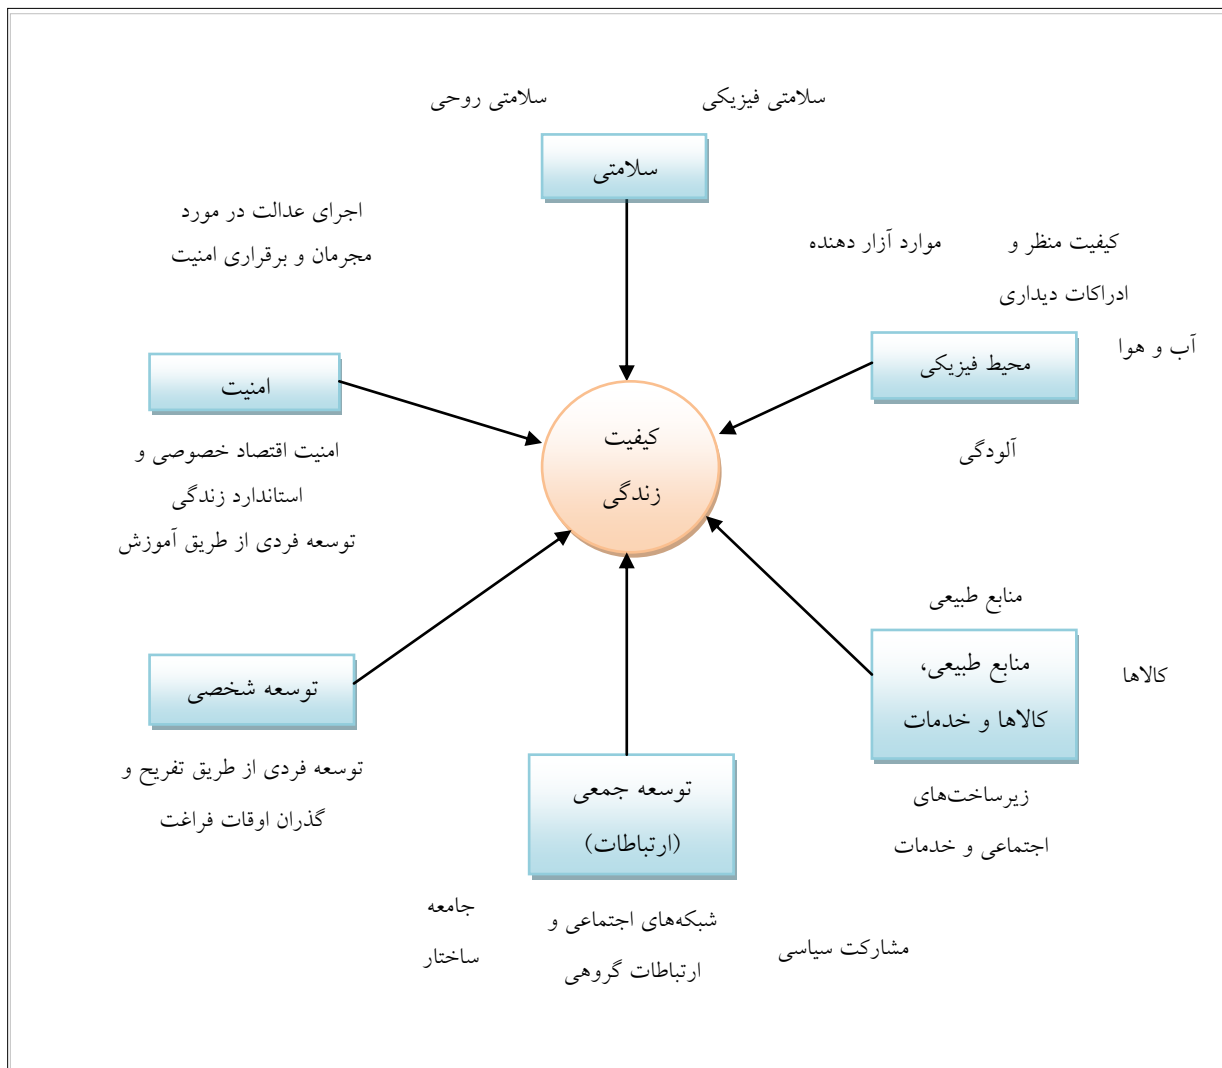 سلامتی فیزیکی
سلامتی روحی
سلامتی
اجرای عدالت در مورد
مجرمان و برقراری امنیت
کیفیت منظر و
ادراکات دیداری
موارد آزار دهنده
آب و هوا
محیط فیزیکی
آلودگی
امنیت
امنیت اقتصاد خصوصی و
استاندارد زندگی
کیفیت
زندگی
توسعه فردی از طریق آموزش
توسعه شخصی
توسعه فردی از طریق تفریح و
گذران اوقات فراغت
منابع طبیعی
منابع طبیعی،
کالاها و خدمات
کالاها
زیرساخت‌های
اجتماعی و خدمات
توسعه جمعی
(ارتباطات)
مشارکت سیاسی
شبکه‌های اجتماعی و
ارتباطات گروهی
جامعه
ساختار